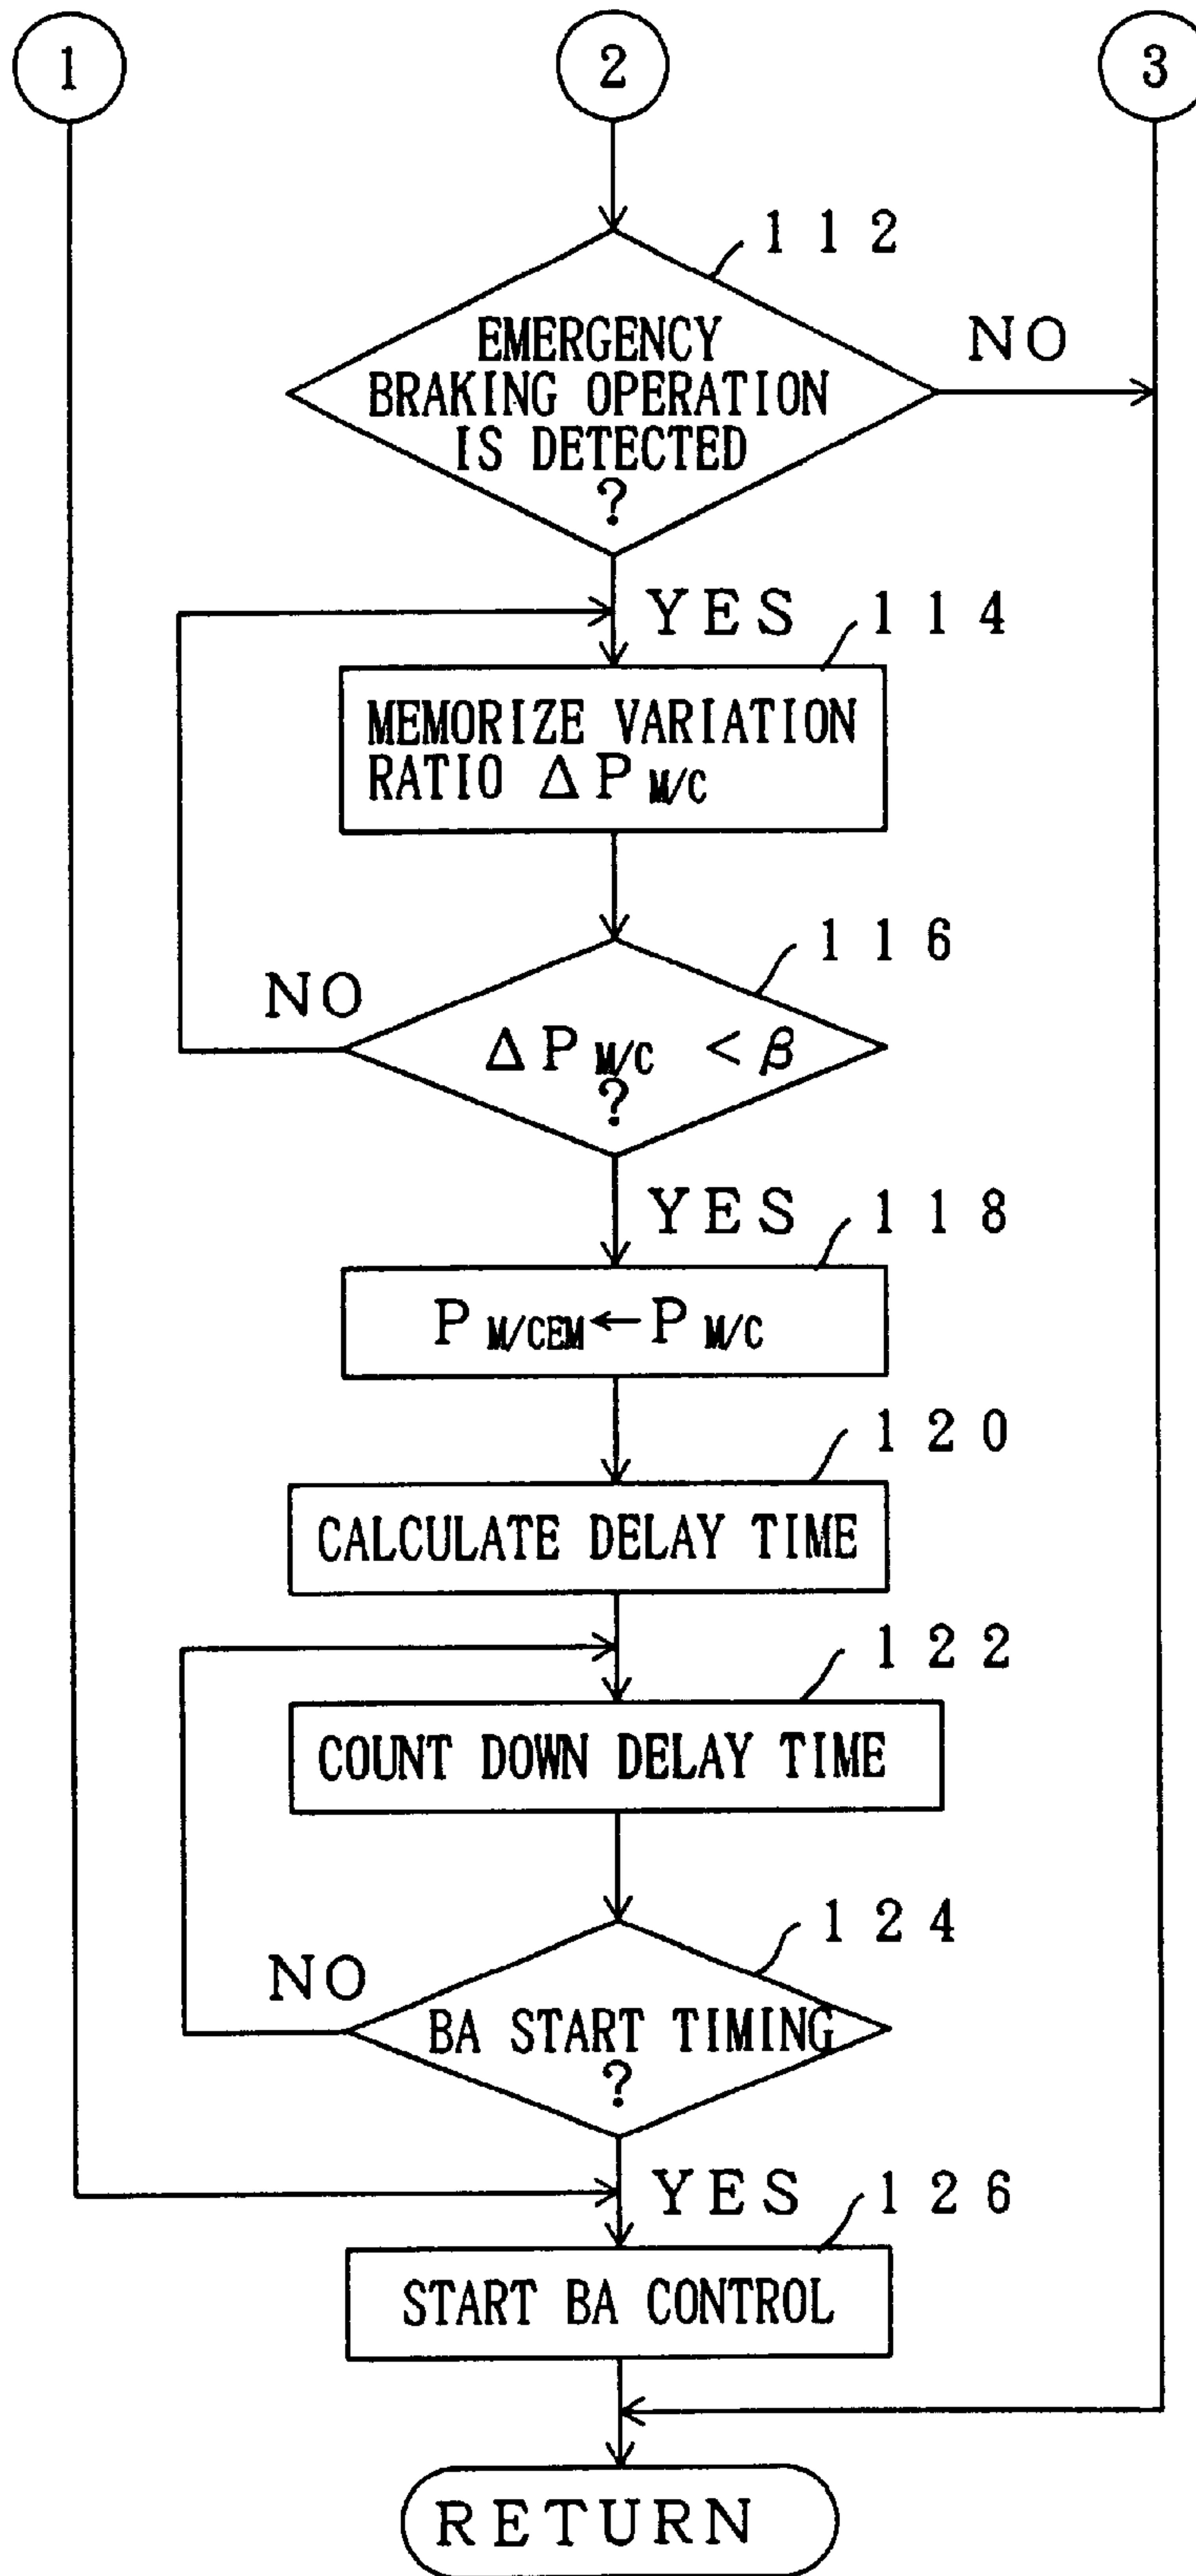 1
2
3
112
EMERGENCY
BRAKING OPERATION
IS DETECTED
?
NO
YES
114
MEMORIZE VARIATION
RATIO ΔP M/C
116
NO
ΔP M/C < β
?
YES
118
P M/CEM ← P M/C
120
CALCULATE DELAY TIME
122
COUNT DOWN DELAY TIME
124
NO
BA START TIMING
?
YES
126
START BA CONTROL
RETURN